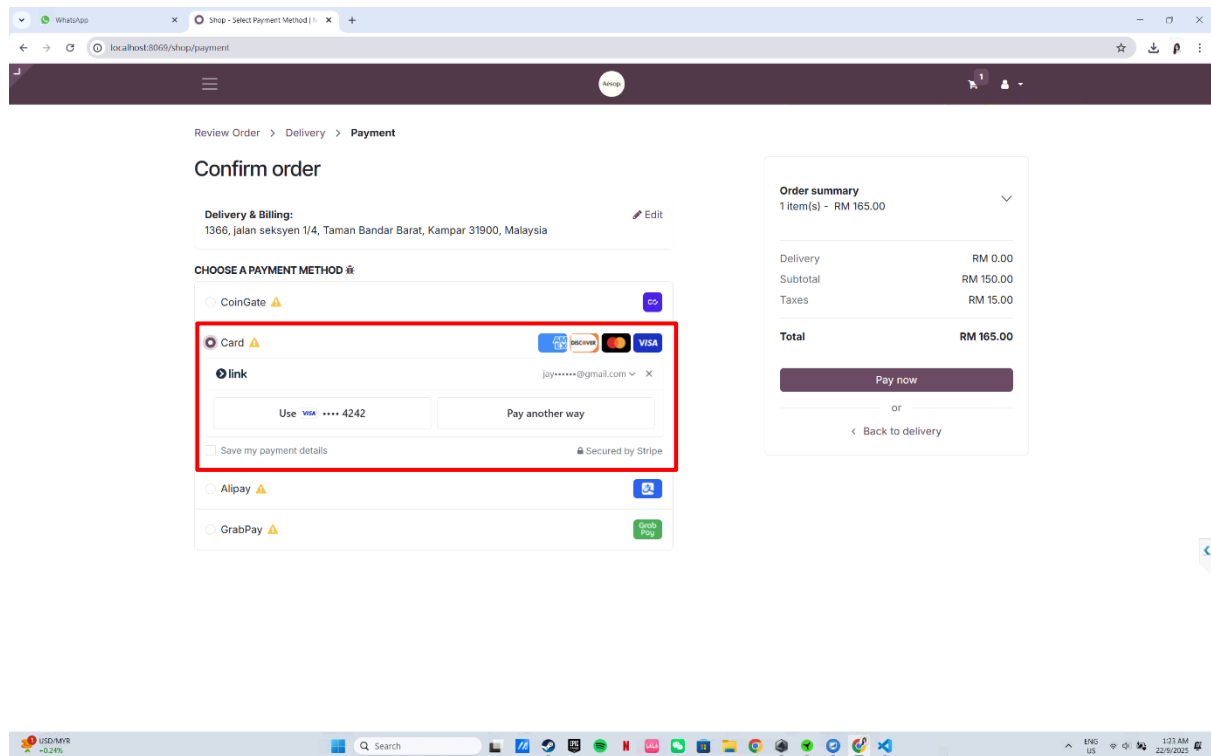 WhatsApp
Shop - Select Payment Method | M
localhost:8069/shop/payment
Aēsop.
1
Review Order > Delivery > Payment
Confirm order
Delivery & Billing:
Edit
1366, jalan seksyen 1/4, Taman Bandar Barat, Kampar 31900, Malaysia
CHOOSE A PAYMENT METHOD
CoinGate
Card
AM EX DISCOVER VISA
link
jay••••••@gmail.com
Use VISA •••• 4242
Pay another way
Save my payment details
Secured by Stripe
Alipay
GrabPay
Grab
Pay
Order summary
1 item(s) - RM 165.00
Delivery RM 0.00
Subtotal RM 150.00
Taxes RM 15.00
Total RM 165.00
Pay now
or
< Back to delivery
USD/MYR
-0.24%
Search
ENG
US
1:23 AM
22/9/2025